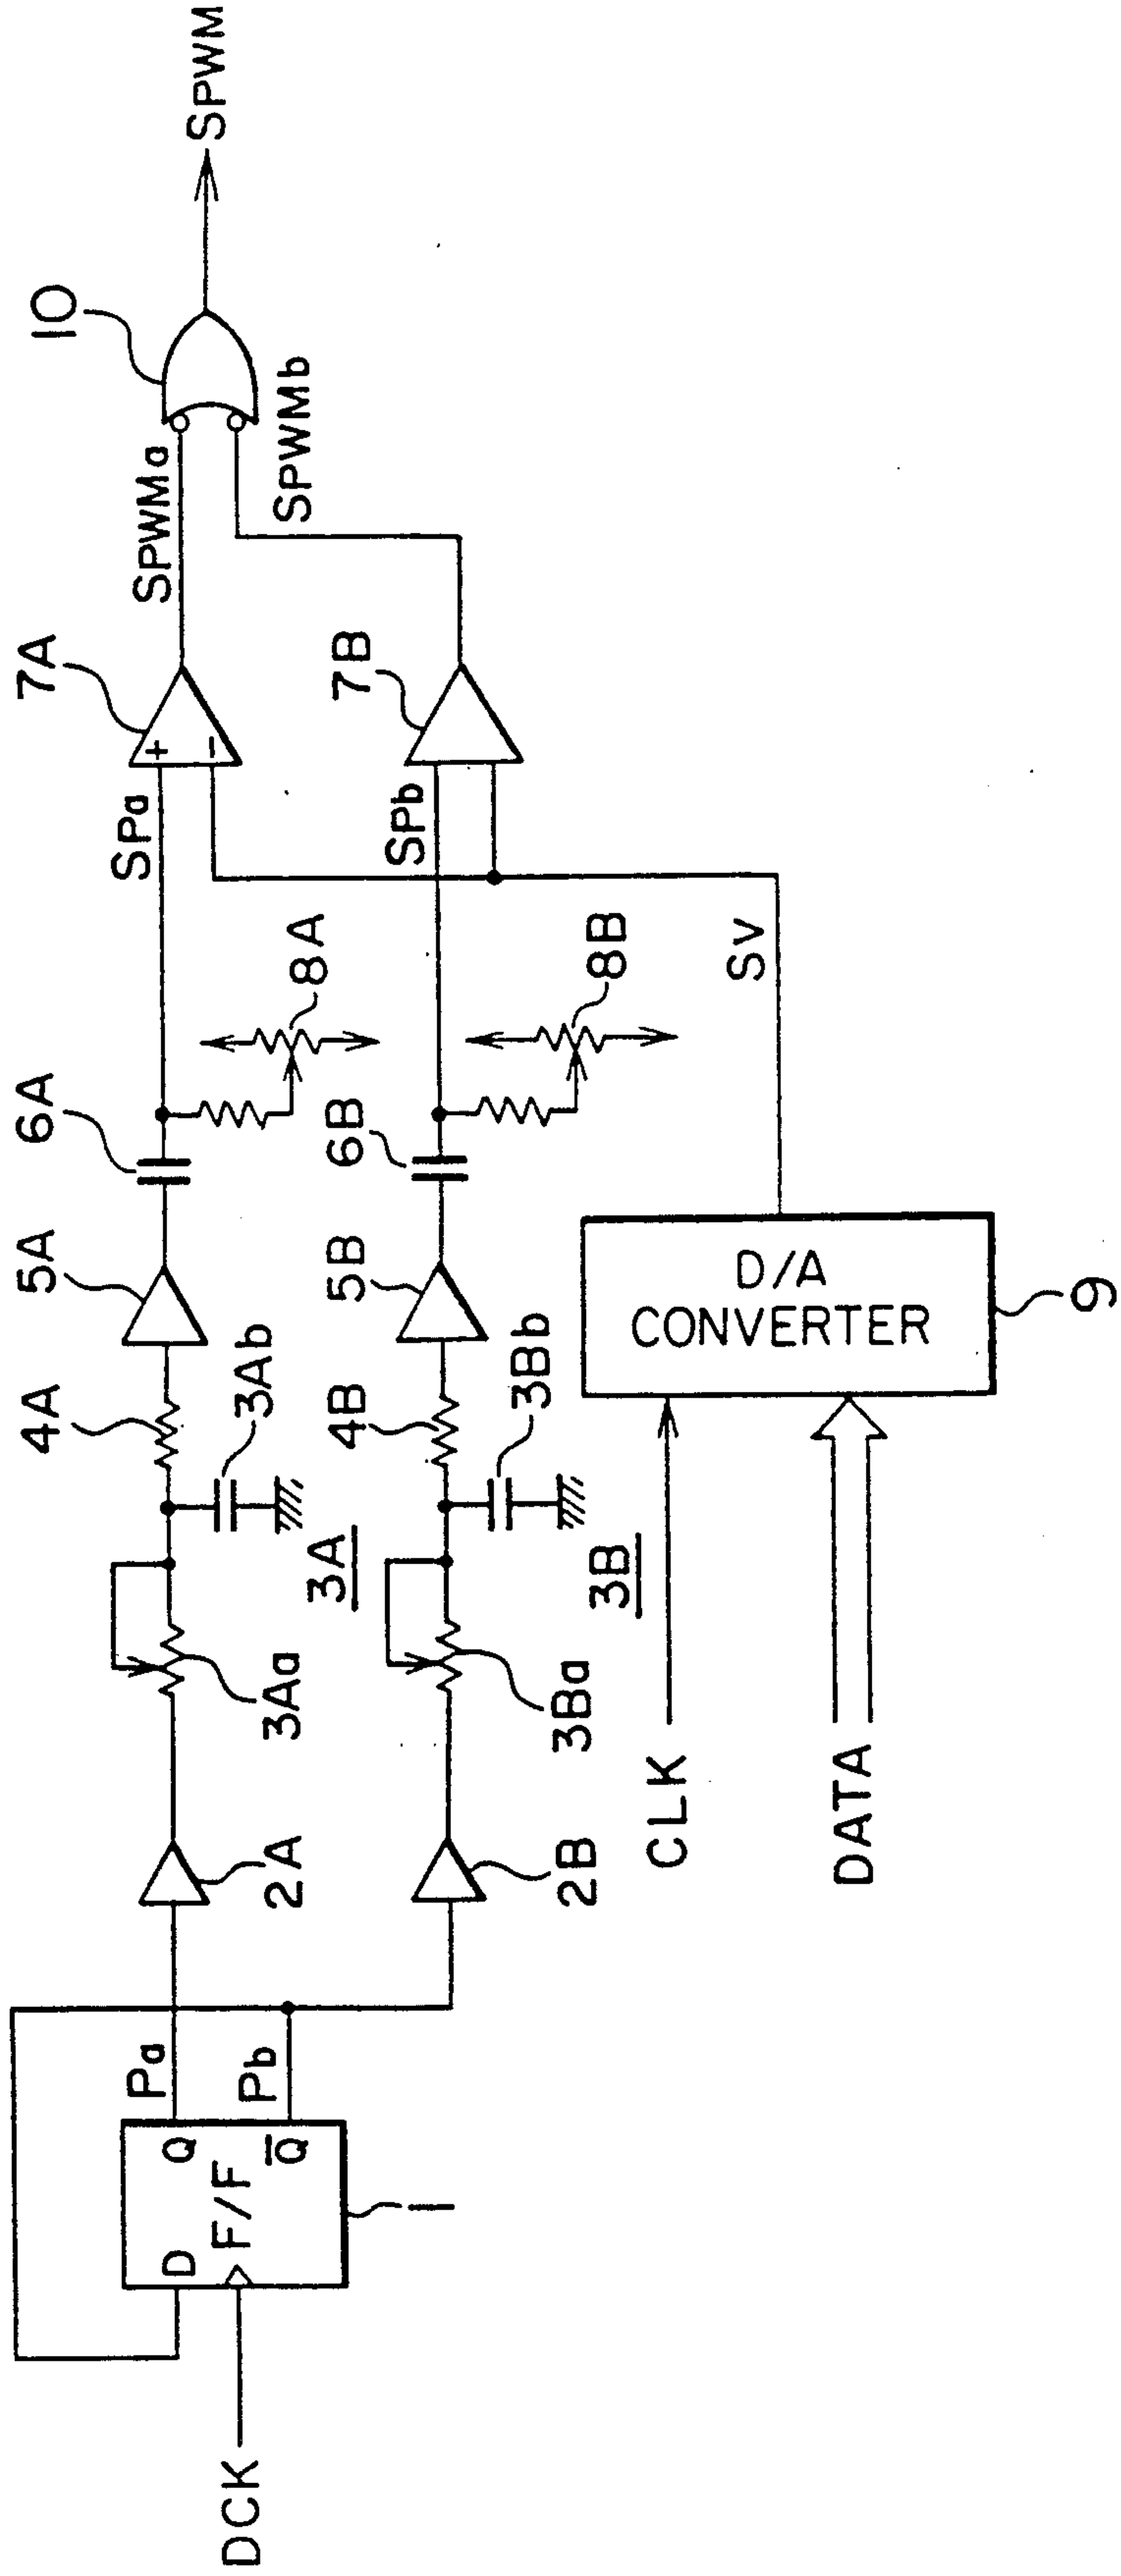 DCK
D
Q
F/F
Q̅
1
Pa
Pb
2A
2B
3Aa
3Ab
3A
3Ba
3Bb
3B
4A
4B
5A
5B
6A
6B
8A
8B
SPa
SPb
7A
+
-
7B
SPWMa
SPWMb
10
SPWM
CLK
DATA
D/A
CONVERTER
9
Sv